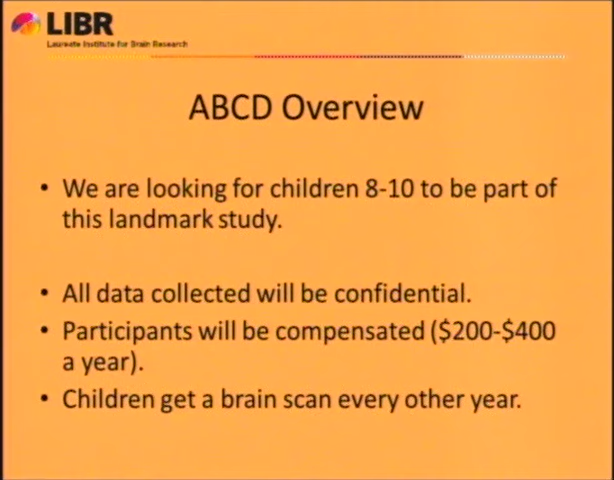 LIBR
Laureate Institute for Brain Research
ABCD Overview
• We are looking for children 8-10 to be part of
this landmark study.
• All data collected will be confidential.
• Participants will be compensated ($200-$400
a year).
• Children get a brain scan every other year.